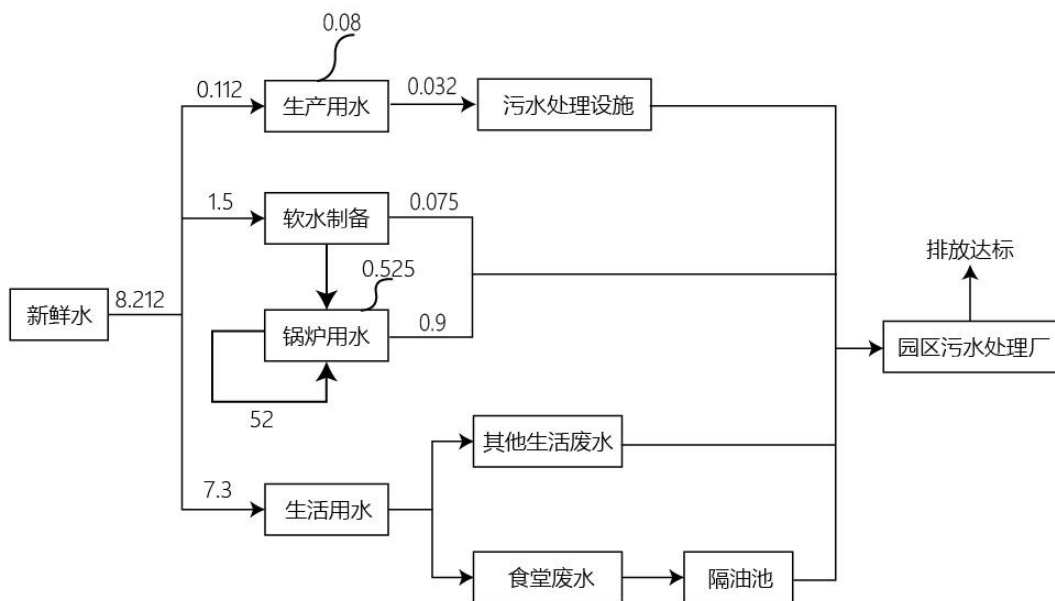 0.08
0.112
生产用水
0.032
污水处理设施
1.5
软水制备
0.075
排放达标
0.525
新鲜水
8.212
锅炉用水
0.9
园区污水处理厂
52
其他生活废水
7.3
生活用水
食堂废水
隔油池